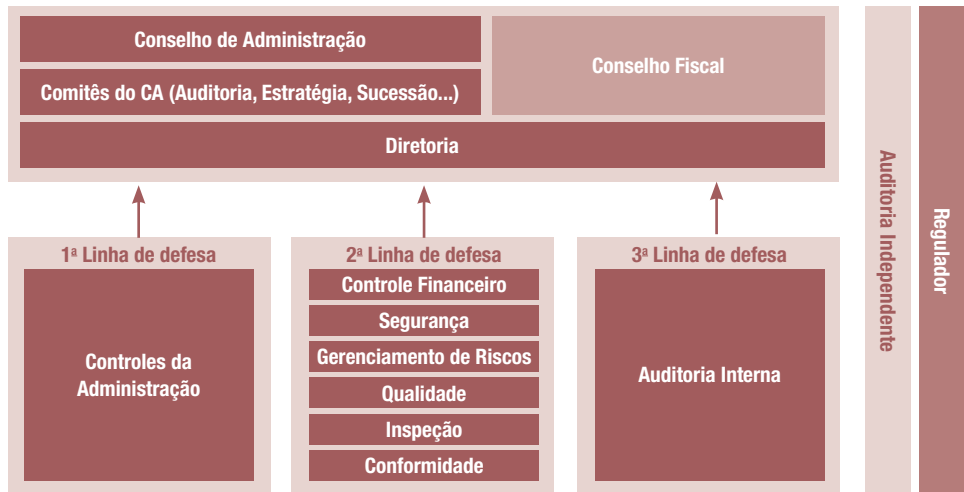 Conselho de Administração
Comitês do CA (Auditoria, Estratégia, Sucessão...)
Conselho Fiscal
Diretoria
1ª Linha de defesa
Controles da
Administração
2ª Linha de defesa
Controle Financeiro
Segurança
Gerenciamento de Riscos
Qualidade
Inspeção
Conformidade
3ª Linha de defesa
Auditoria Interna
Auditoria Independente
Regulador